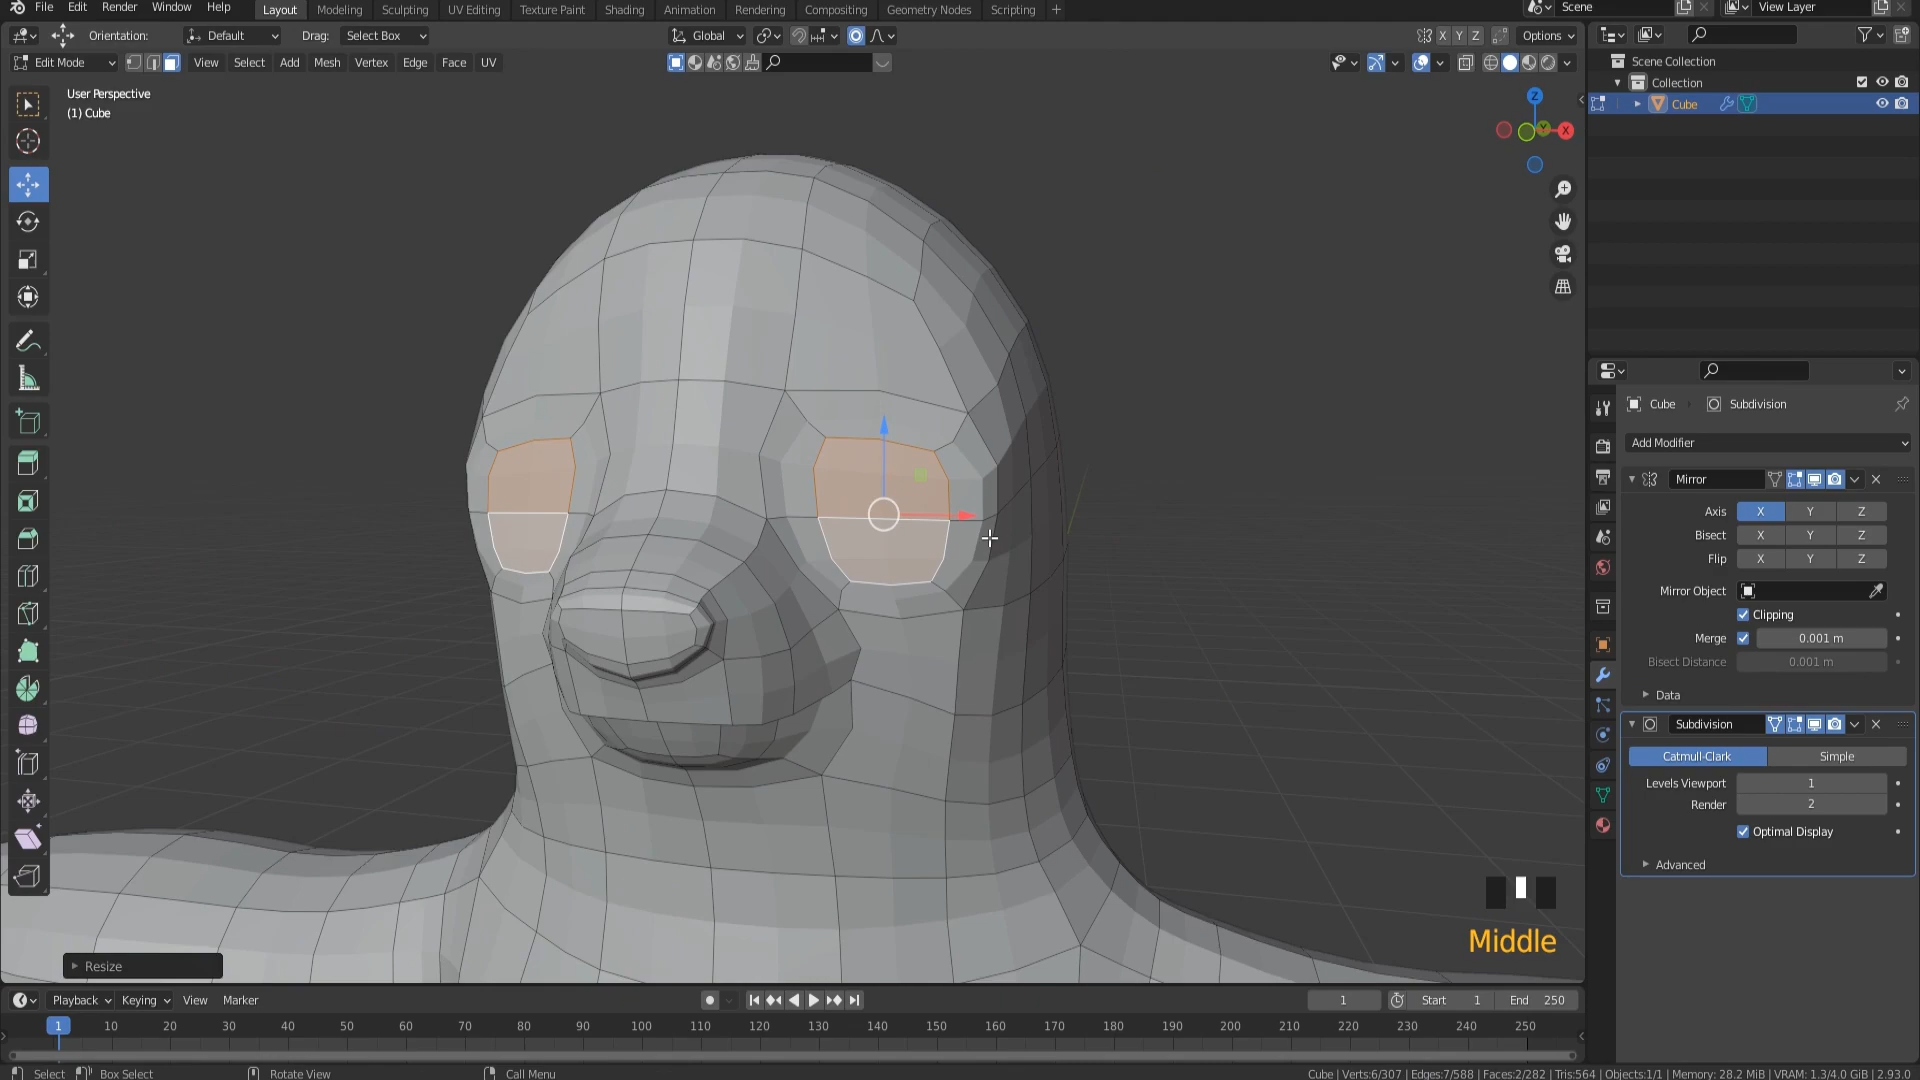 File Edit Render Window Help Layout Modeling Sculpting UV Editing Texture Paint Shading Animation Rendering Compositing Geometry Nodes Scripting + Scene View Layer
Orientation: Default Drag: Select Box Global X Y Z Options
Edit Mode View Select Add Mesh Vertex Edge Face UV
User Perspective
(1) Cube
Z
X
Y
Scene Collection
Collection
Cube
Cube Subdivision
Add Modifier
Mirror
Axis X Y Z
Bisect X Y Z
Flip X Y Z
Mirror Object
Clipping
Merge 0.001 m
Bisect Distance 0.001 m
Data
Subdivision
Catmull-Clark Simple
Levels Viewport 1
Render 2
Optimal Display
Advanced
Middle
Resize
Playback Keying View Marker 1 Start 1 End 250
1 10 20 30 40 50 60 70 80 90 100 110 120 130 140 150 160 170 180 190 200 210 220 230 240 250
Select Box Select Rotate View Call Menu Cube | Verts:6/307 | Edges:7/588 | Faces:2/282 | Tris:564 | Objects:1/1 | Memory: 28.2 MiB | VRAM: 1.3/4.0 GiB | 2.93.0